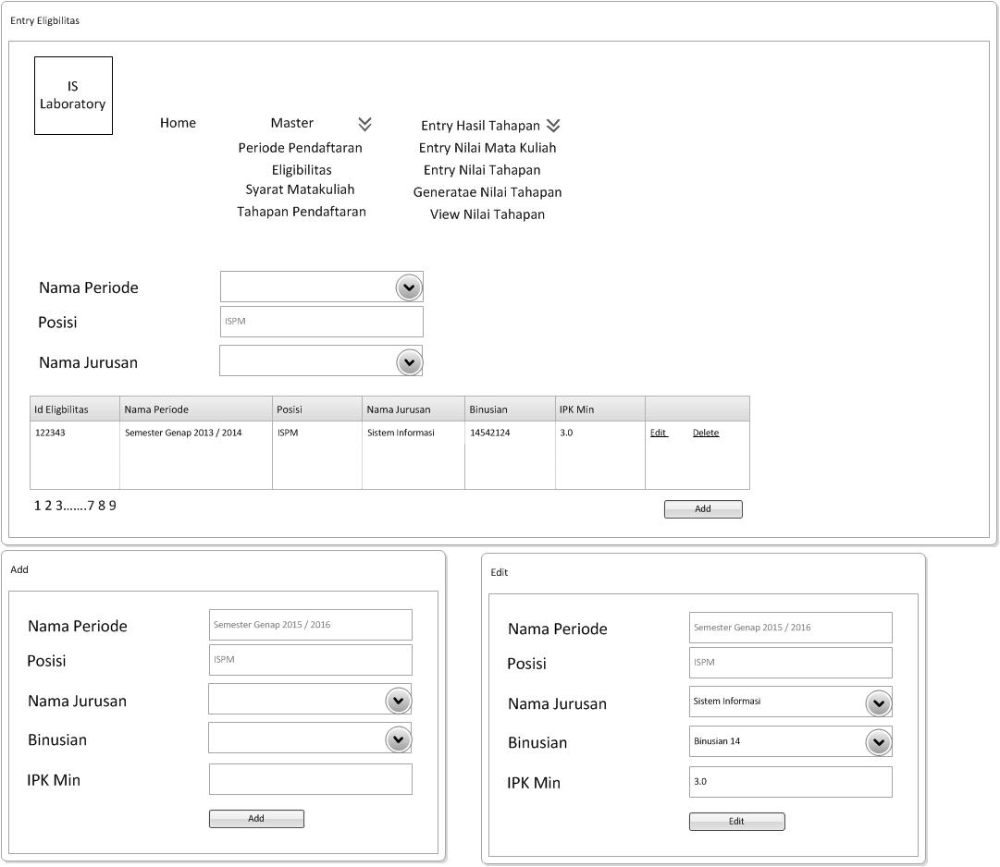 Entry Eligbilitas
IS
Laboratory
Home
Master
Entry Hasil Tahapan
Periode Pendaftaran
Entry Nilai Mata Kuliah
Eligibilitas
Entry Nilai Tahapan
Syarat Matakuliah
Generatae Nilai Tahapan
Tahapan Pendaftaran
View Nilai Tahapan
Nama Periode
Posisi
ISPM
Nama Jurusan
Id Eligbilitas Nama Periode Posisi Nama Jurusan Binusian IPK Min
122343 Semester Genap 2013 / 2014 ISPM Sistem Informasi 14542124 3.0 Edit Delete
1 2 3.......7 8 9
Add
Add
Nama Periode
Semester Genap 2015 / 2016
Posisi
ISPM
Nama Jurusan
Binusian
IPK Min
Add
Edit
Nama Periode
Semester Genap 2015 / 2016
Posisi
ISPM
Nama Jurusan
Sistem Informasi
Binusian
Binusian 14
IPK Min
3.0
Edit